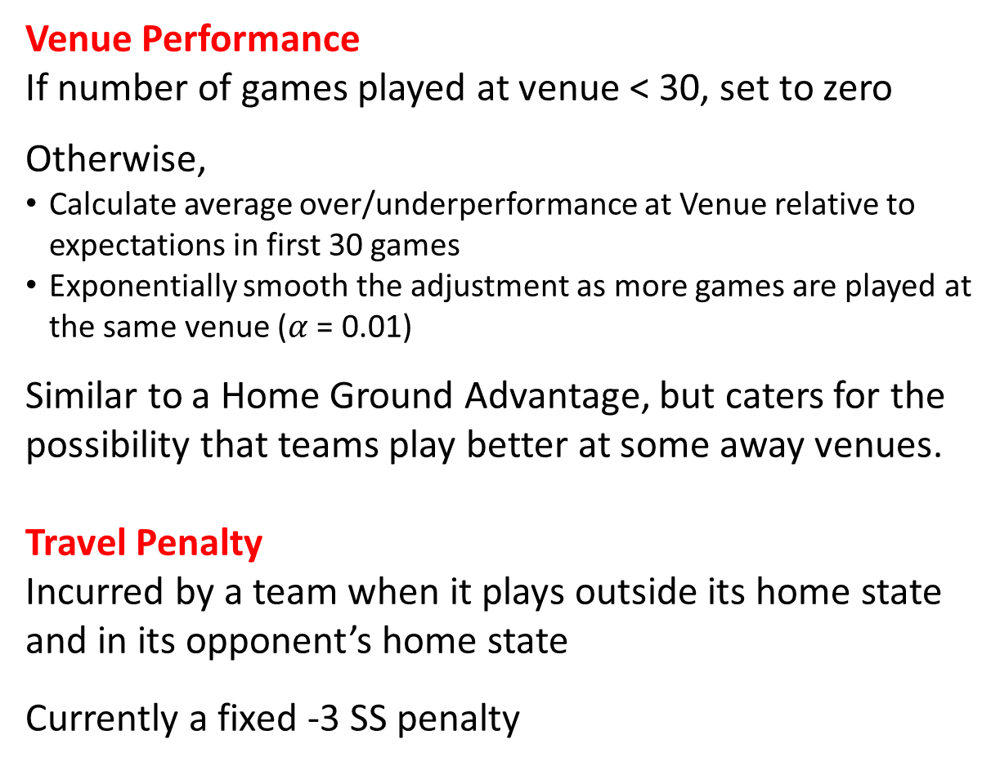 Venue Performance
If number of games played at venue < 30, set to zero
Otherwise,
• Calculate average over/underperformance at Venue relative to
expectations in first 30 games
• Exponentially smooth the adjustment as more games are played at
the same venue (𝛼 = 0.01)
Similar to a Home Ground Advantage, but caters for the
possibility that teams play better at some away venues.
Travel Penalty
Incurred by a team when it plays outside its home state
and in its opponent’s home state
Currently a fixed -3 SS penalty